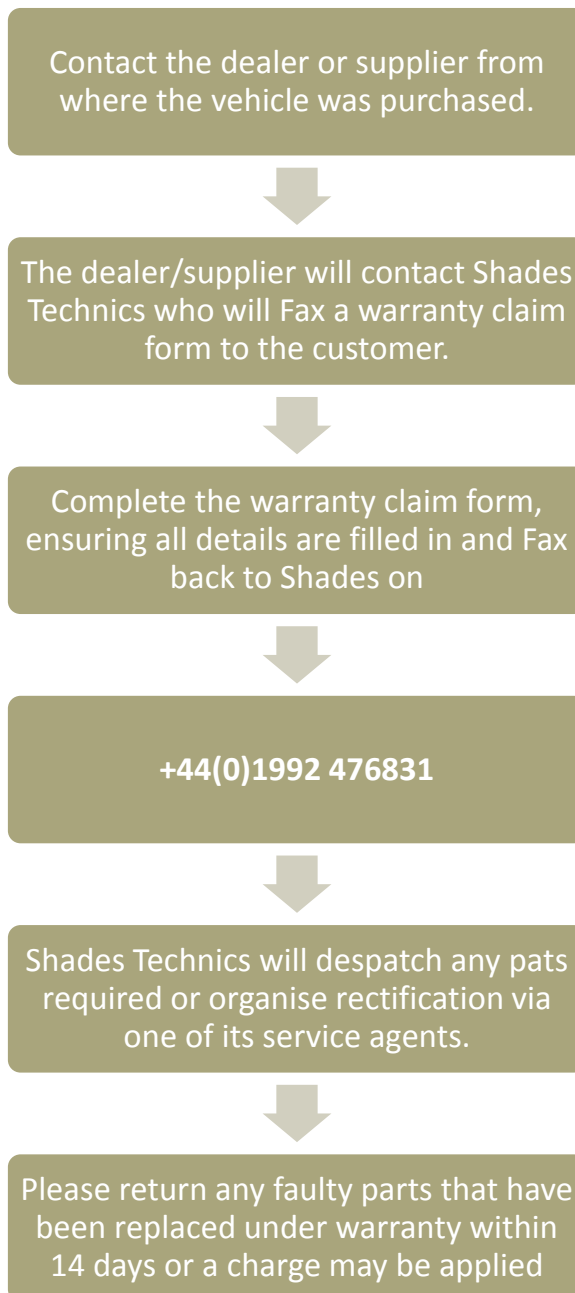 Contact the dealer or supplier from
where the vehicle was purchased.
The dealer/supplier will contact Shades
Technics who will Fax a warranty claim
form to the customer.
Complete the warranty claim form,
ensuring all details are filled in and Fax
back to Shades on
+44(0)1992 476831
Shades Technics will despatch any pats
required or organise rectification via
one of its service agents.
Please return any faulty parts that have
been replaced under warranty within
14 days or a charge may be applied